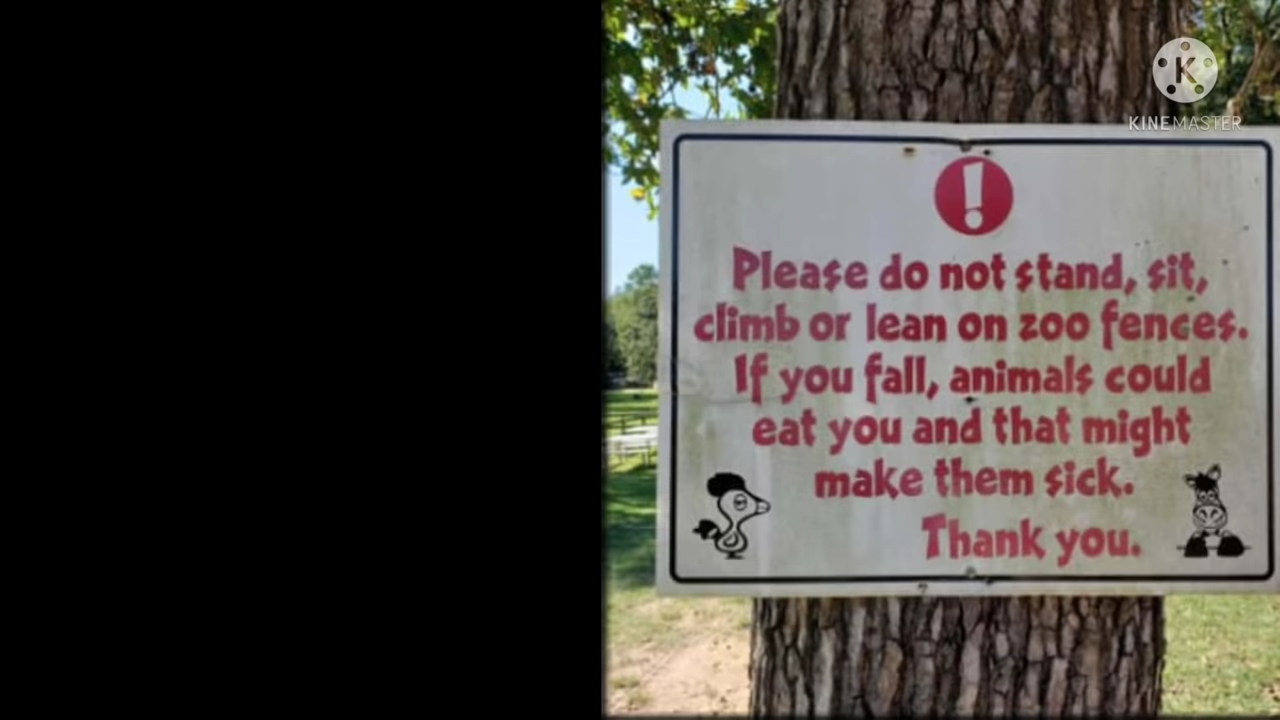 KINEMASTER
!
Please do not stand, sit,
climb or lean on zoo fences.
If you fall, animals could
eat you and that might
make them sick.
Thank you.